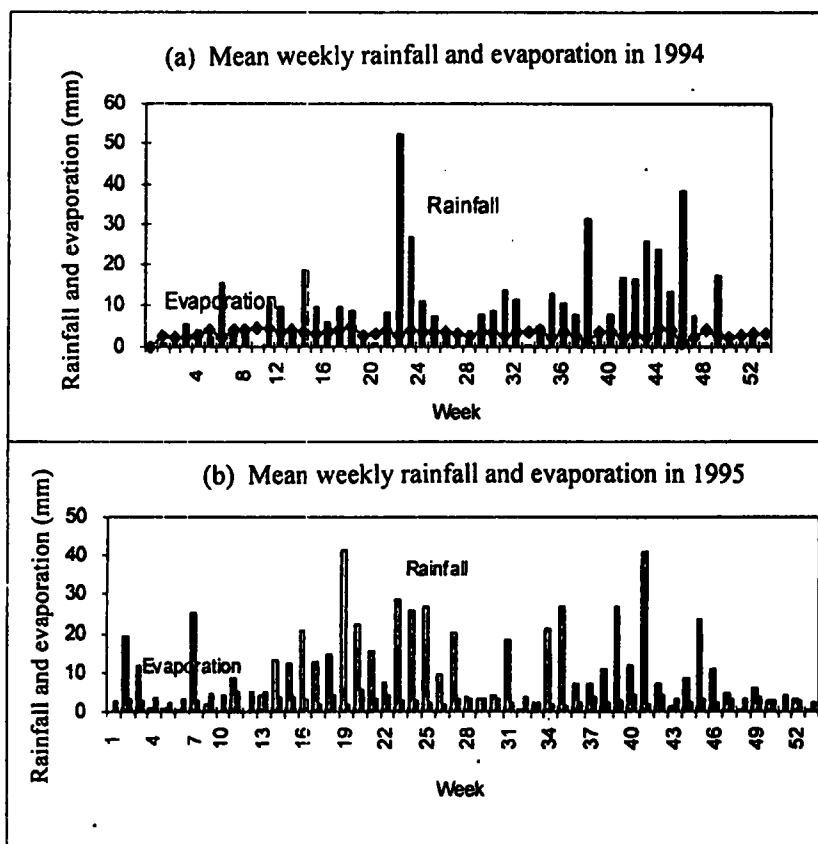 (a) Mean weekly rainfall and evaporation in 1994
Rainfall and evaporation (mm)
60
50
40
30
20
10
0
Rainfall
Evaporation
4 8 12 16 20 24 28 32 36 40 44 48 52
Week
(b) Mean weekly rainfall and evaporation in 1995
Rainfall and evaporation (mm)
50
40
30
20
10
0
Rainfall
Evaporation
1 4 7 10 13 16 19 22 25 28 31 34 37 40 43 46 49 52
Week